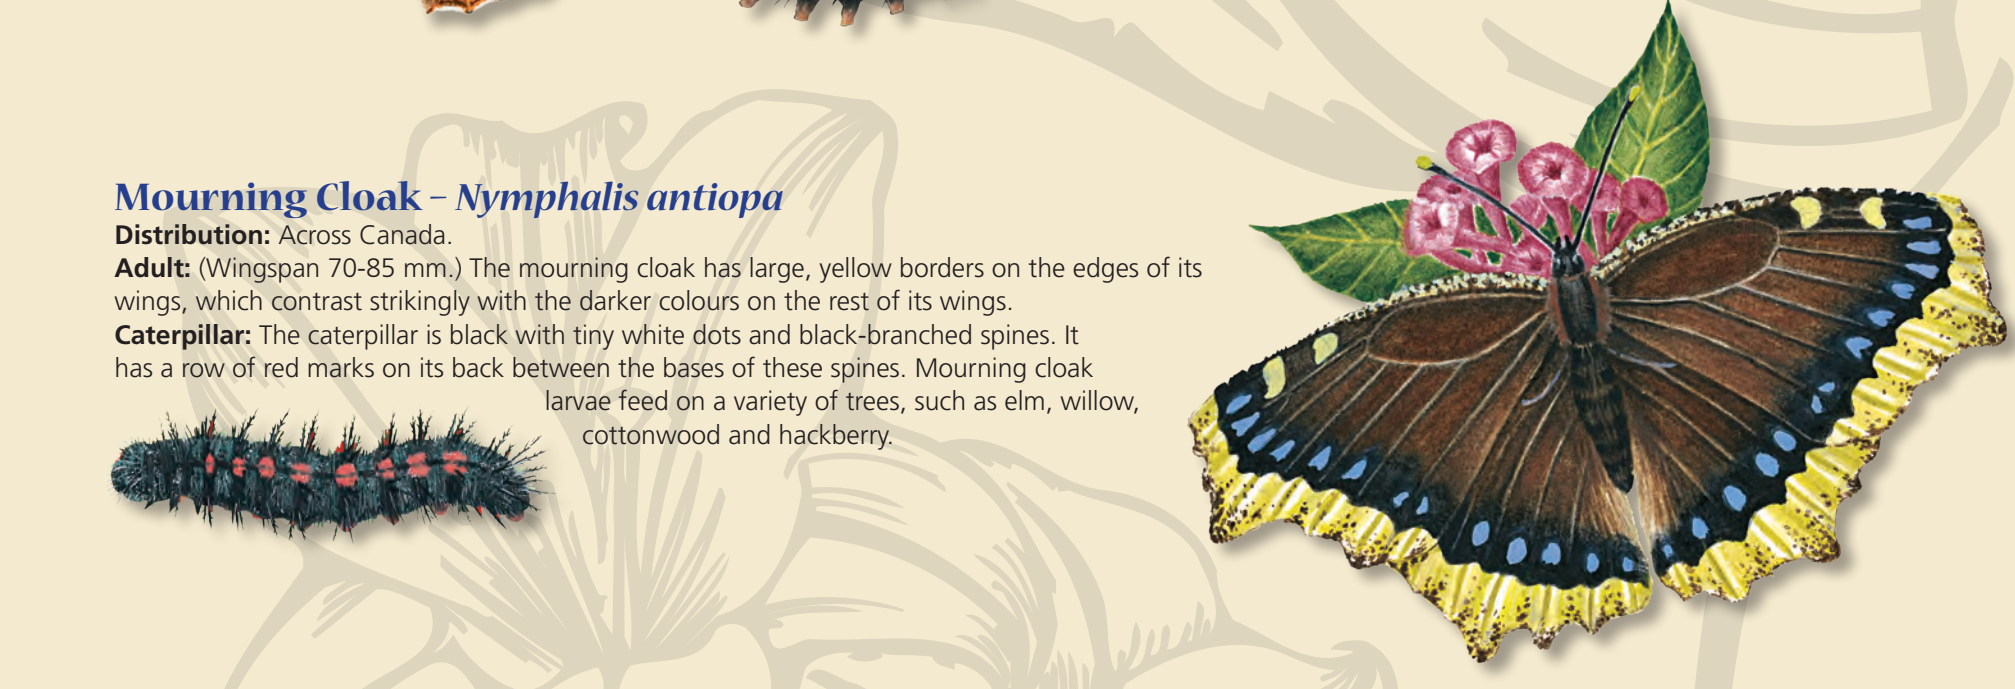 Mourning Cloak – Nymphalis antiopa
Distribution: Across Canada.
Adult: (Wingspan 70-85 mm.) The mourning cloak has large, yellow borders on the edges of its
wings, which contrast strikingly with the darker colours on the rest of its wings.
Caterpillar: The caterpillar is black with tiny white dots and black-branched spines. It
has a row of red marks on its back between the bases of these spines. Mourning cloak
larvae feed on a variety of trees, such as elm, willow,
cottonwood and hackberry.